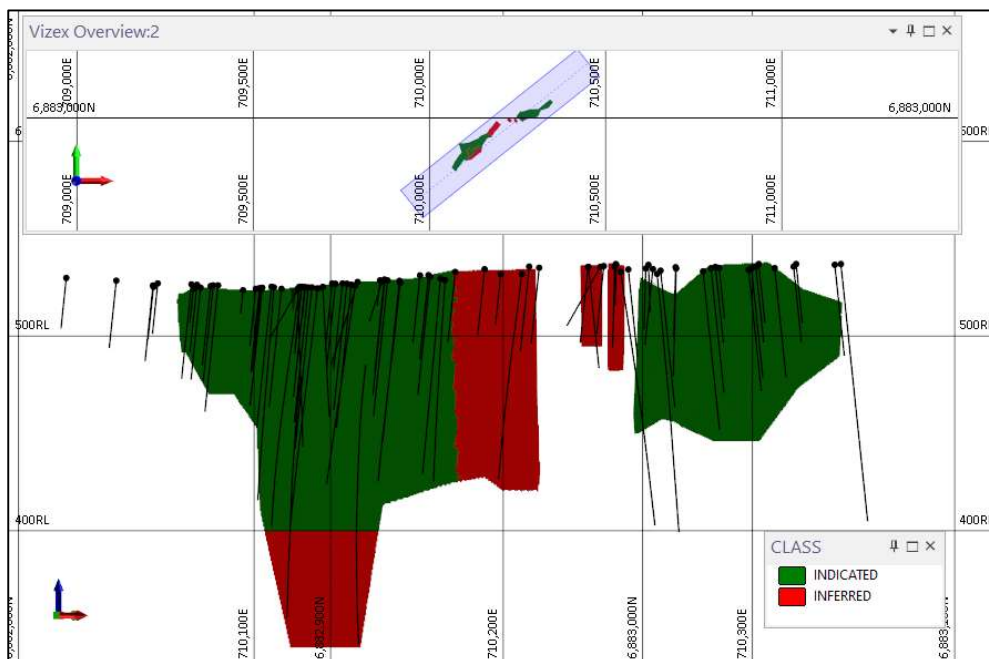 Vizex Overview:2
709,000E
709,500E
710,000E
710,500E
711,000E
6,883,000N
6,883,000N
709,000E
709,500E
710,000E
710,500E
711,000E
500RL
500RL
400RL
400RL
CLASS
INDICATED
INFERRED
710,100E
6,882,900N
710,200E
6,883,000N
710,300E